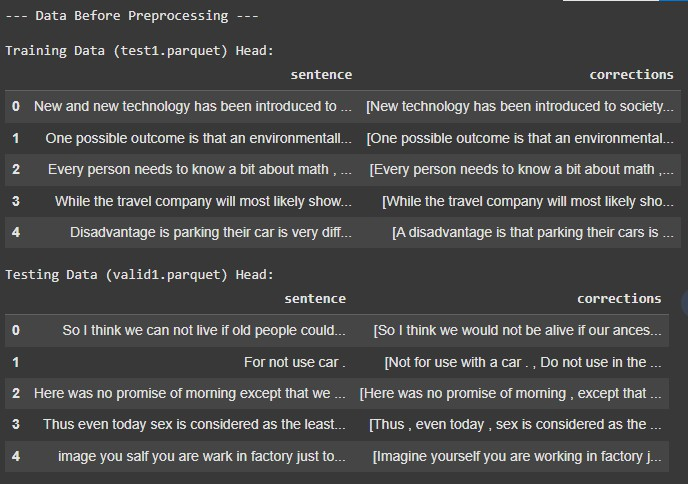 --- Data Before Preprocessing ---
Training Data (test1.parquet) Head:
sentence corrections
0 New and new technology has been introduced to ... [New technology has been introduced to society...
1 One possible outcome is that an environmentall... [One possible outcome is that an environmental...
2 Every person needs to know a bit about math , ... [Every person needs to know a bit about math ,...
3 While the travel company will most likely show... [While the travel company will most likely sho...
4 Disadvantage is parking their car is very diff... [A disadvantage is that parking their cars is ...
Testing Data (valid1.parquet) Head:
sentence corrections
0 So I think we can not live if old people could... [So I think we would not be alive if our ances...
1 For not use car . [Not for use with a car . , Do not use in the ...
2 Here was no promise of morning except that we ... [Here was no promise of morning , except that ...
3 Thus even today sex is considered as the least... [Thus , even today , sex is considered as the ...
4 image you salf you are wark in factory just to... [Imagine yourself you are working in factory j...